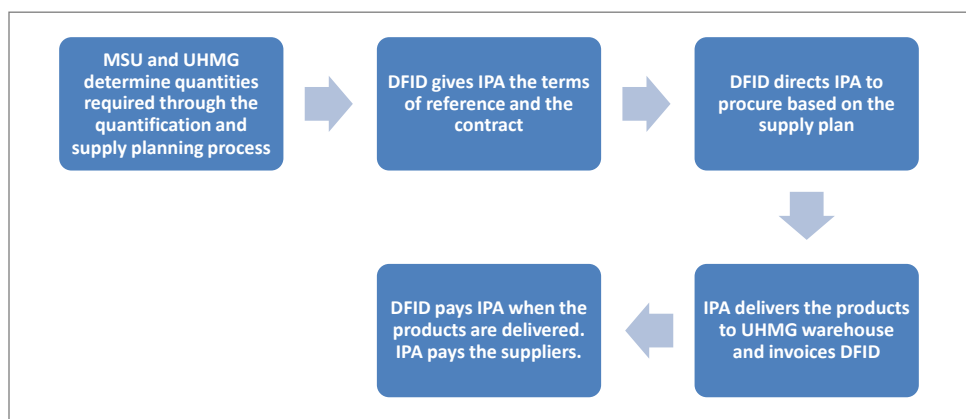 MSU and UHMG
determine quantities
required through the
quantification and
supply planning process
DFID gives IPA the terms
of reference and the
contract
DFID directs IPA to
procure based on the
supply plan
IPA delivers the products
to UHMG warehouse
and invoices DFID
DFID pays IPA when the
products are delivered.
IPA pays the suppliers.